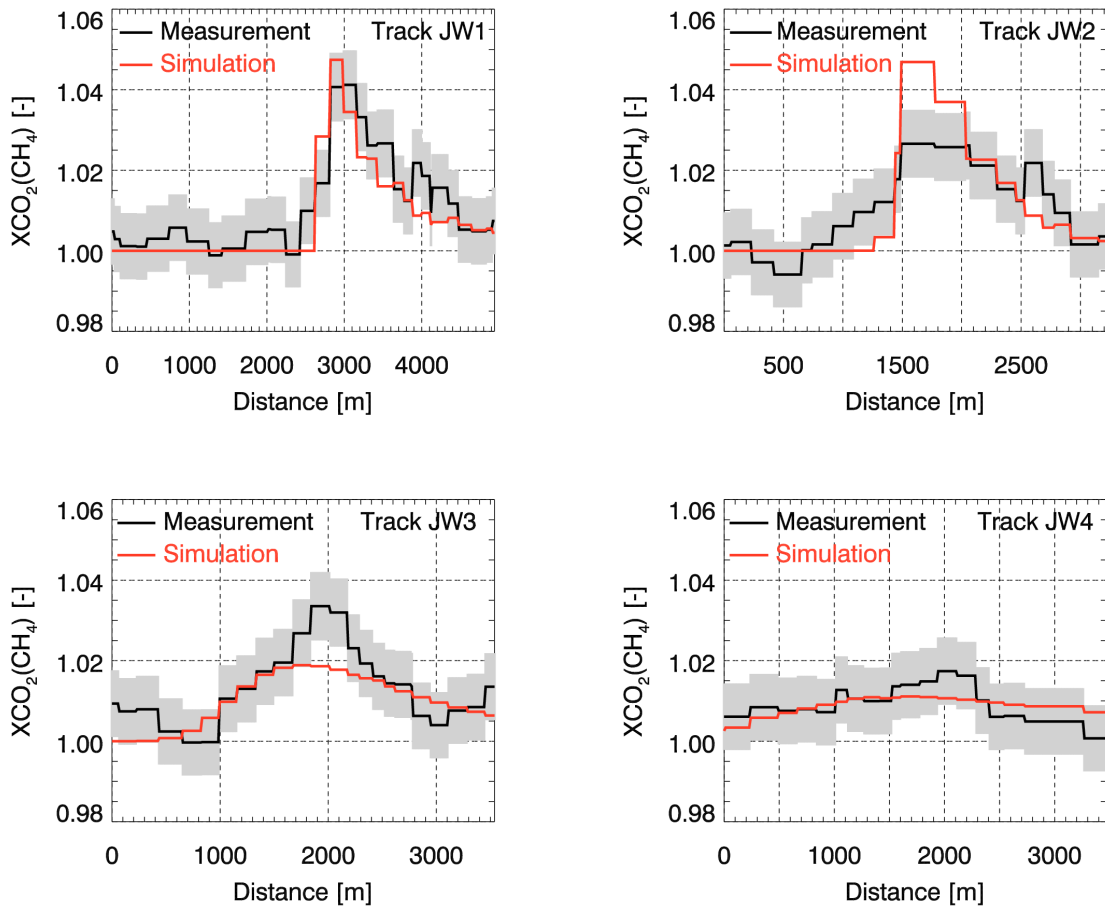 1.06
Measurement Track JW1
Simulation
1.04
1.02
1.00
0.98
XCO₂(CH₄) [-]
0 1000 2000 3000 4000
Distance [m]
1.06
Measurement Track JW2
Simulation
1.04
1.02
1.00
0.98
XCO₂(CH₄) [-]
500 1500 2500
Distance [m]
1.06
Measurement Track JW3
Simulation
1.04
1.02
1.00
0.98
XCO₂(CH₄) [-]
0 1000 2000 3000
Distance [m]
1.06
Measurement Track JW4
Simulation
1.04
1.02
1.00
0.98
XCO₂(CH₄) [-]
0 1000 2000 3000
Distance [m]